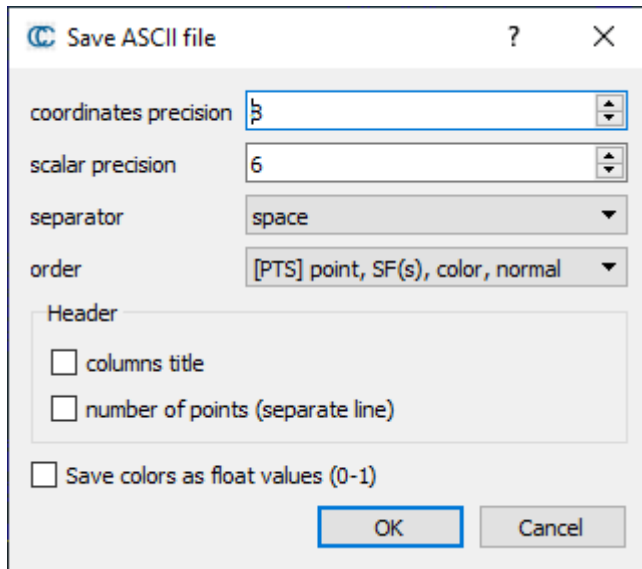 Save ASCII file ?
coordinates precision 3
scalar precision 6
separator space
order [PTS] point, SF(s), color, normal
Header
columns title
number of points (separate line)
Save colors as float values (0-1)
OK Cancel